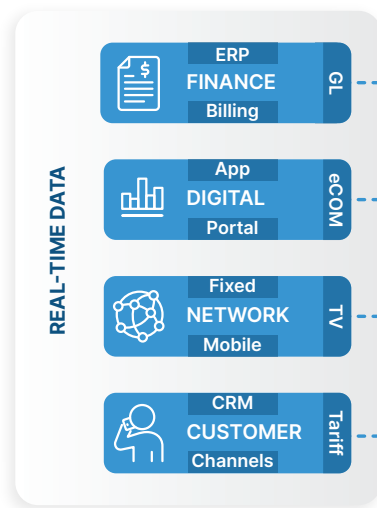 REAL-TIME DATA
ERP
FINANCE
Billing
GL
$
App
DIGITAL
Portal
eCOM
Fixed
NETWORK
Mobile
TV
CRM
CUSTOMER
Channels
Tariff